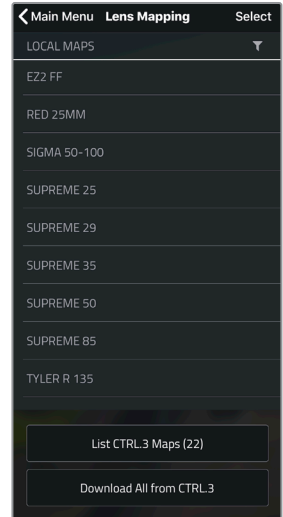 Main Menu Lens Mapping Select
LOCAL MAPS
EZ2 FF
RED 25MM
SIGMA 50-100
SUPREME 25
SUPREME 29
SUPREME 35
SUPREME 50
SUPREME 85
TYLER R 135
List CTRL.3 Maps (22)
Download All from CTRL.3